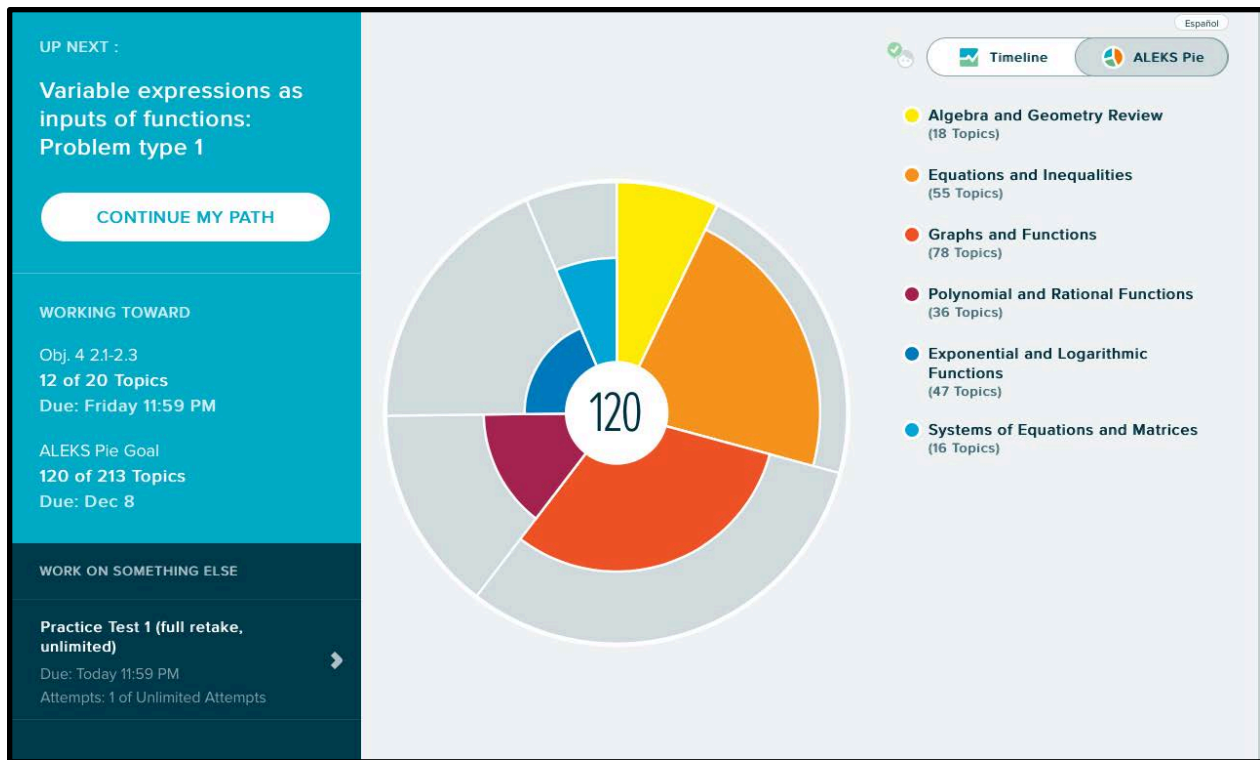 UP NEXT :
Variable expressions as
inputs of functions:
Problem type 1
CONTINUE MY PATH
WORKING TOWARD
Obj. 4 2.1-2.3
12 of 20 Topics
Due: Friday 11:59 PM
ALEKS Pie Goal
120 of 213 Topics
Due: Dec 8
WORK ON SOMETHING ELSE
Practice Test 1 (full retake,
unlimited)
Due: Today 11:59 PM
Attempts: 1 of Unlimited Attempts
120
Español
Timeline
ALEKS Pie
Algebra and Geometry Review
(18 Topics)
Equations and Inequalities
(55 Topics)
Graphs and Functions
(78 Topics)
Polynomial and Rational Functions
(36 Topics)
Exponential and Logarithmic
Functions
(47 Topics)
Systems of Equations and Matrices
(16 Topics)